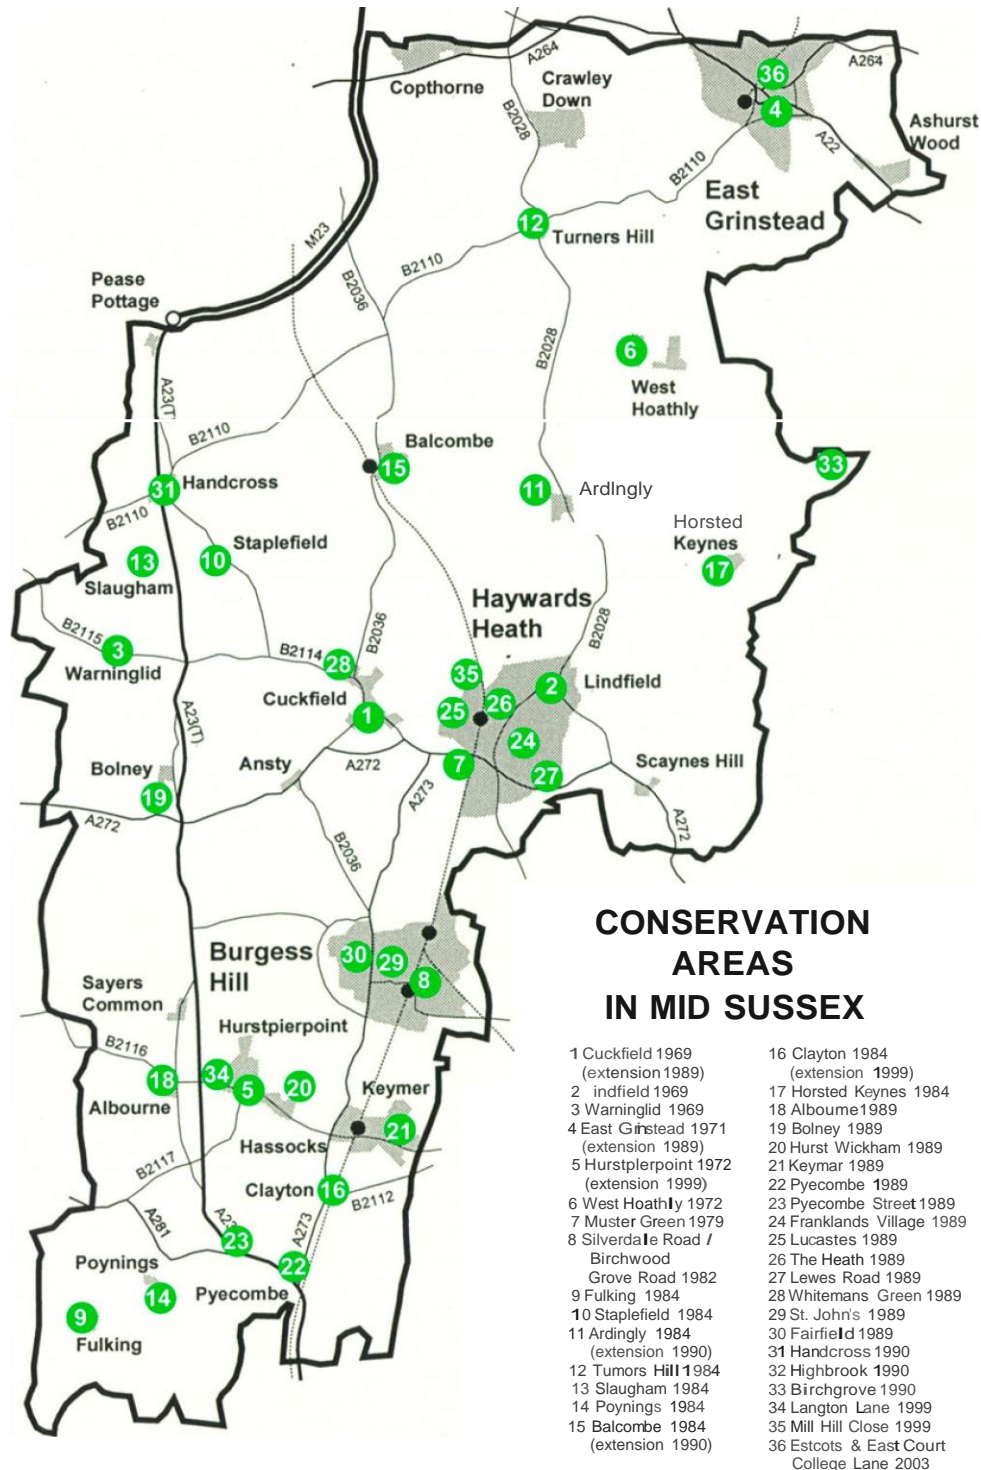 A264
Copthorne
Crawley
Down
B2028
36
A264
4
A22
Ashurst
Wood
B2110
East
Grinstead
12
Turners Hill
M23
B2110
B2036
Pease
Pottage
B2028
6
West
Hoathly
A23(T)
B2110
Balcombe
15
33
31
Handcross
11
Ardlngly
B2110
Horsted
Keynes
17
Staplefield
10
13
Slaugham
Haywards
Heath
B2036
B2028
B2115
3
Warninglid
B2114
28
35
Lindfield
2
Cuckfield
1
25
26
24
A23(T)
Bolney
19
Ansty
A272
7
27
Scaynes Hill
A273
A272
A272
B2036
Burgess
Hill
30
29
8
Sayers
Common
Hurstpierpoint
B2116
18
34
5
20
Keymer
Albourne
21
Hassocks
B2117
Clayton
16
B2112
A281
A23
23
A273
22
Poynings
14
Pyecombe
9
Fulking
CONSERVATION
AREAS
IN MID SUSSEX
1 Cuckfield 1969
(extension 1989)
2 indfield 1969
3 Warninglid 1969
4 East Grnstead 1971
(extension 1989)
5 Hurstplerpoint 1972
(extension 1999)
6 West Hoathly 1972
7 Muster Green 1979
8 Silverdale Road /
Birchwood
Grove Road 1982
9 Fulking 1984
10 Staplefield 1984
11 Ardingly 1984
(extension 1990)
12 Tumors Hill 1984
13 Slaugham 1984
14 Poynings 1984
15 Balcombe 1984
(extension 1990)
16 Clayton 1984
(extension 1999)
17 Horsted Keynes 1984
18 Alboume1989
19 Bolney 1989
20 Hurst Wickham 1989
21 Keymar 1989
22 Pyecombe 1989
23 Pyecombe Street 1989
24 Franklands Village 1989
25 Lucastes 1989
26 The Heath 1989
27 Lewes Road 1989
28 Whitemans Green 1989
29 St. John's 1989
30 Fairfield 1989
31 Handcross 1990
32 Highbrook 1990
33 Birchgrove 1990
34 Langton Lane 1999
35 Mill Hill Close 1999
36 Estcots & East Court
College Lane 2003